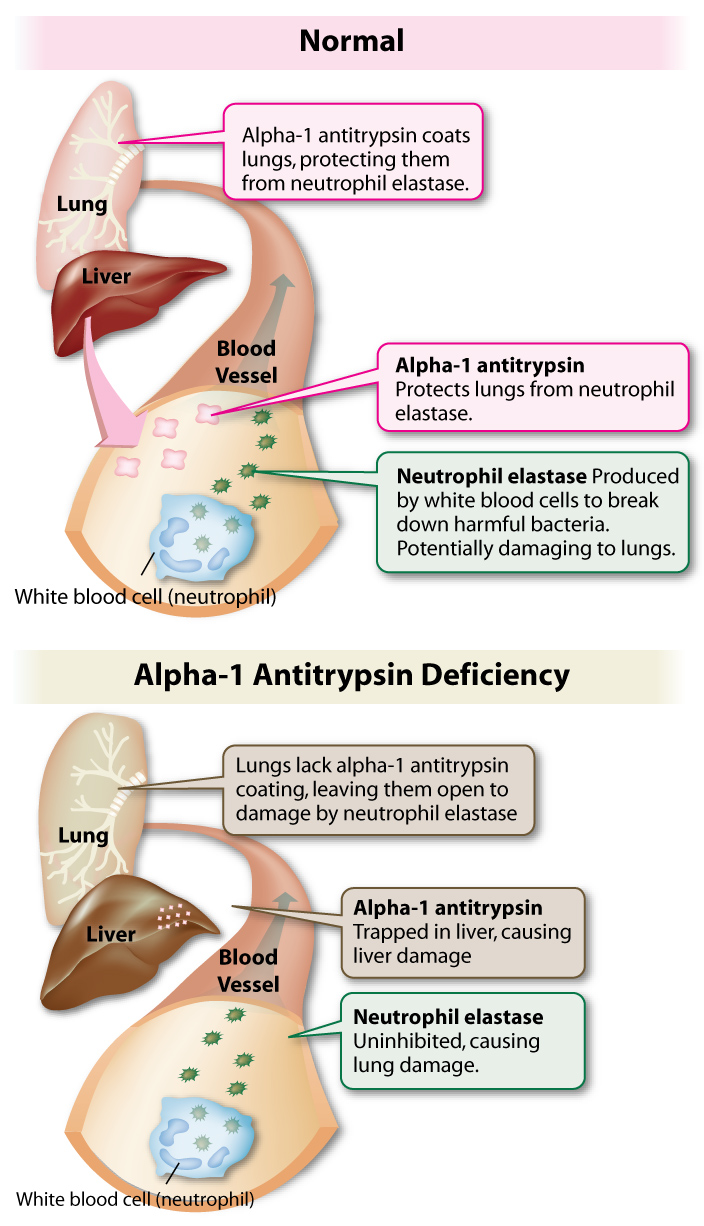 Normal
Alpha-1 antitrypsin coats
lungs, protecting them
from neutrophil elastase.
Lung
Liver
Blood
Vessel
Alpha-1 antitrypsin
Protects lungs from neutrophil
elastase.
Neutrophil elastase Produced
by white blood cells to break
down harmful bacteria.
Potentially damaging to lungs.
White blood cell (neutrophil)
Alpha-1 Antitrypsin Deficiency
Lungs lack alpha-1 antitrypsin
coating, leaving them open to
damage by neutrophil elastase
Lung
Alpha-1 antitrypsin
Trapped in liver, causing
liver damage
Liver
Blood
Vessel
Neutrophil elastase
Uninhibited, causing
lung damage.
White blood cell (neutrophil)